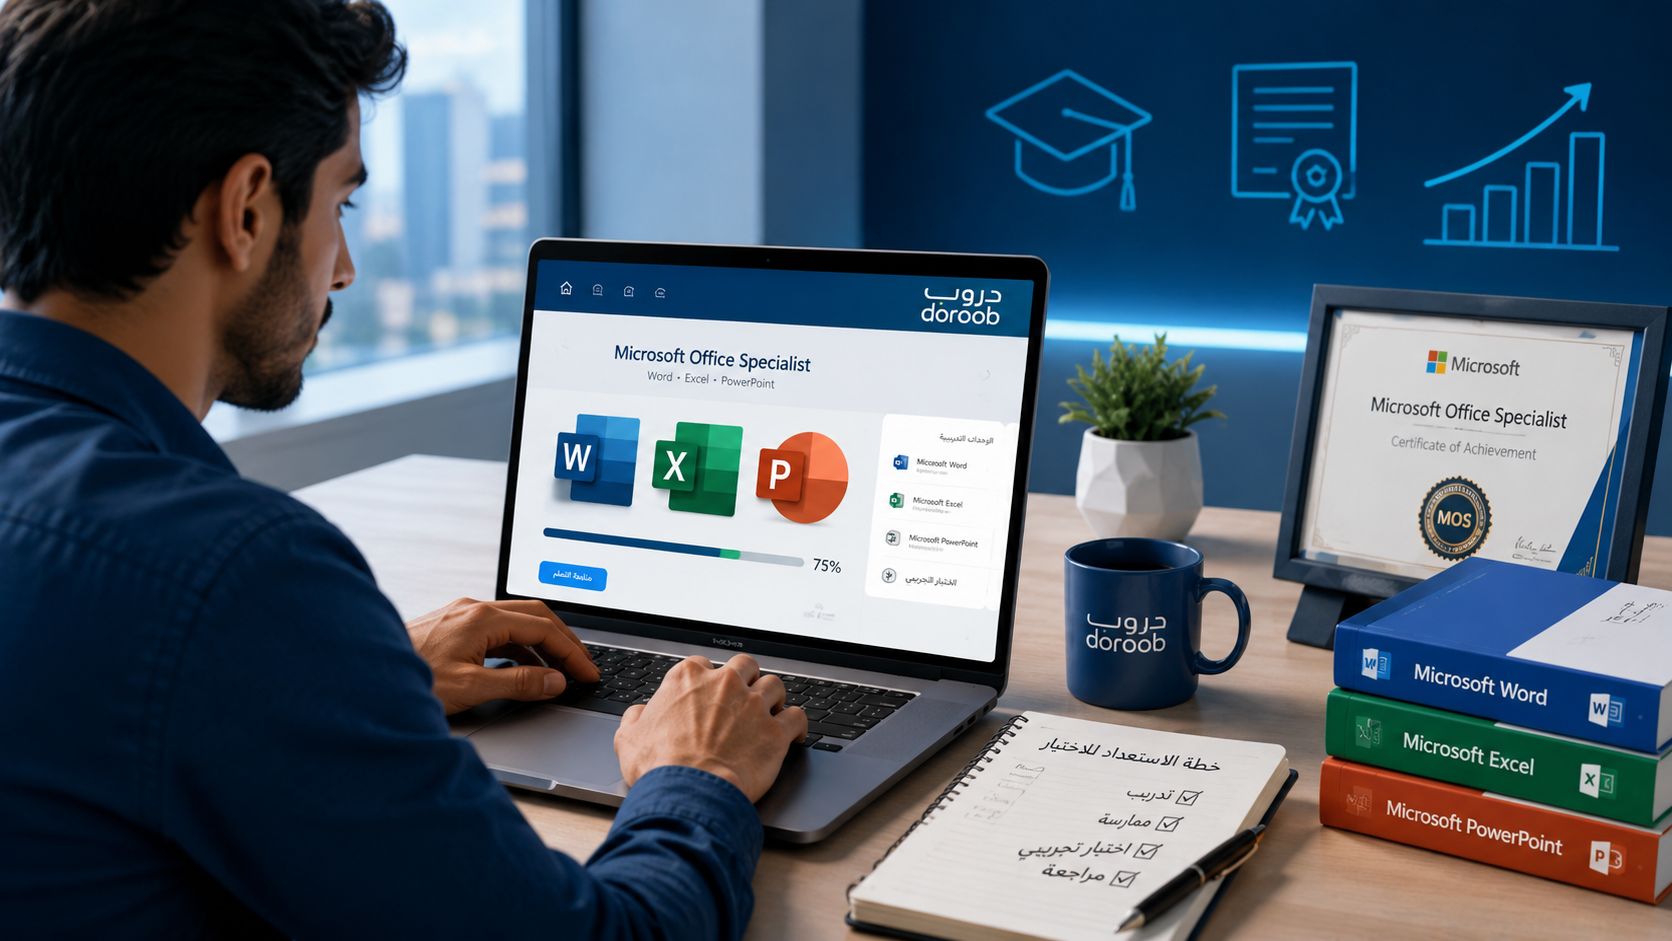 دروب
doroob
Microsoft Office Specialist
Word • Excel • PowerPoint
W
X
P
75%
الوحدات التدريبية
Microsoft Word
Microsoft Excel
Microsoft PowerPoint
الاختبار التجريبي
متابعة التعلم
Microsoft
Microsoft Office Specialist
Certificate of Achievement
MOS
دروب
doroob
خطة الاستعداد للاختبار
تدريب
ممارسة
اختبار تجريبي
مراجعة
Microsoft Word
W
Microsoft Excel
X
Microsoft PowerPoint
P